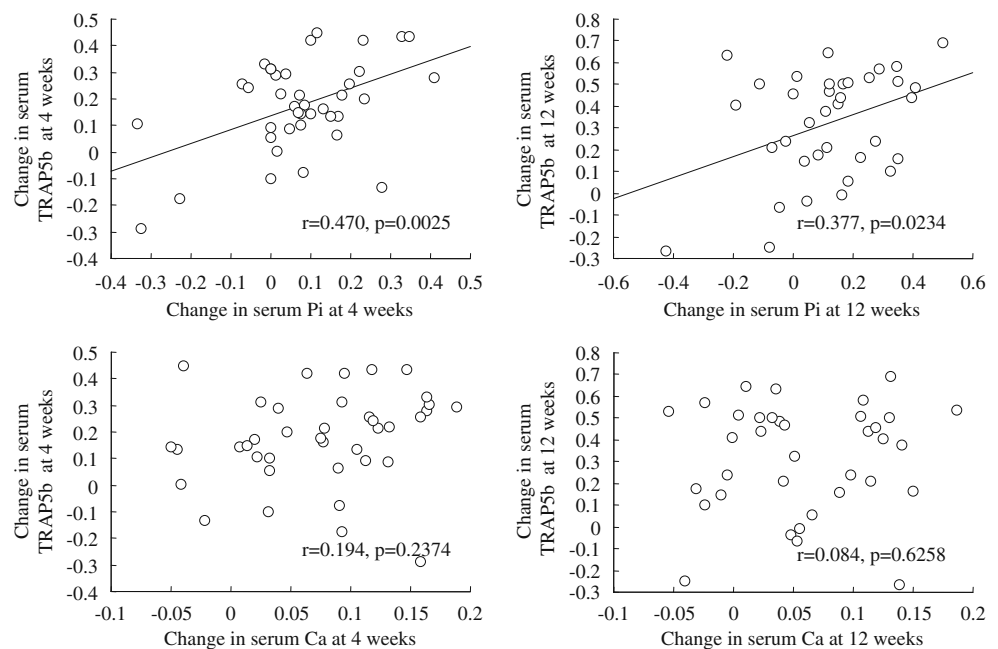 Change in serum
TRAP5b at 4 weeks
0.5
0.4
0.3
0.2
0.1
0
-0.1
-0.2
-0.3
-0.4
r=0.470, p=0.0025
-0.4 -0.3 -0.2 -0.1 0 0.1 0.2 0.3 0.4 0.5
Change in serum Pi at 4 weeks
Change in serum
TRAP5b at 12 weeks
0.8
0.7
0.6
0.5
0.4
0.3
0.2
0.1
0
-0.1
-0.2
-0.3
r=0.377, p=0.0234
-0.6 -0.4 -0.2 0 0.2 0.4 0.6
Change in serum Pi at 12 weeks
Change in serum
TRAP5b at 4 weeks
0.5
0.4
0.3
0.2
0.1
0
-0.1
-0.2
-0.3
-0.4
r=0.194, p=0.2374
-0.1 -0.05 0 0.05 0.1 0.15 0.2
Change in serum Ca at 4 weeks
Change in serum
TRAP5b at 12 weeks
0.8
0.7
0.6
0.5
0.4
0.3
0.2
0.1
0
-0.1
-0.2
-0.3
r=0.084, p=0.6258
-0.1 -0.05 0 0.05 0.1 0.15 0.2
Change in serum Ca at 12 weeks